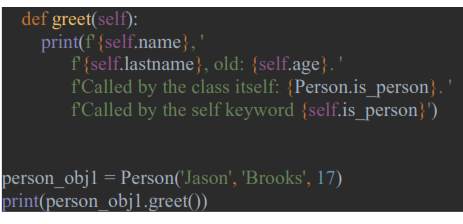 def greet(self):
print(f'{self.name}, '
f'{self.lastname}, old: {self.age}. '
f'Called by the class itself: {Person.is_person}. '
f'Called by the self keyword {self.is_person}')
person_obj1 = Person('Jason', 'Brooks', 17)
print(person_obj1.greet())